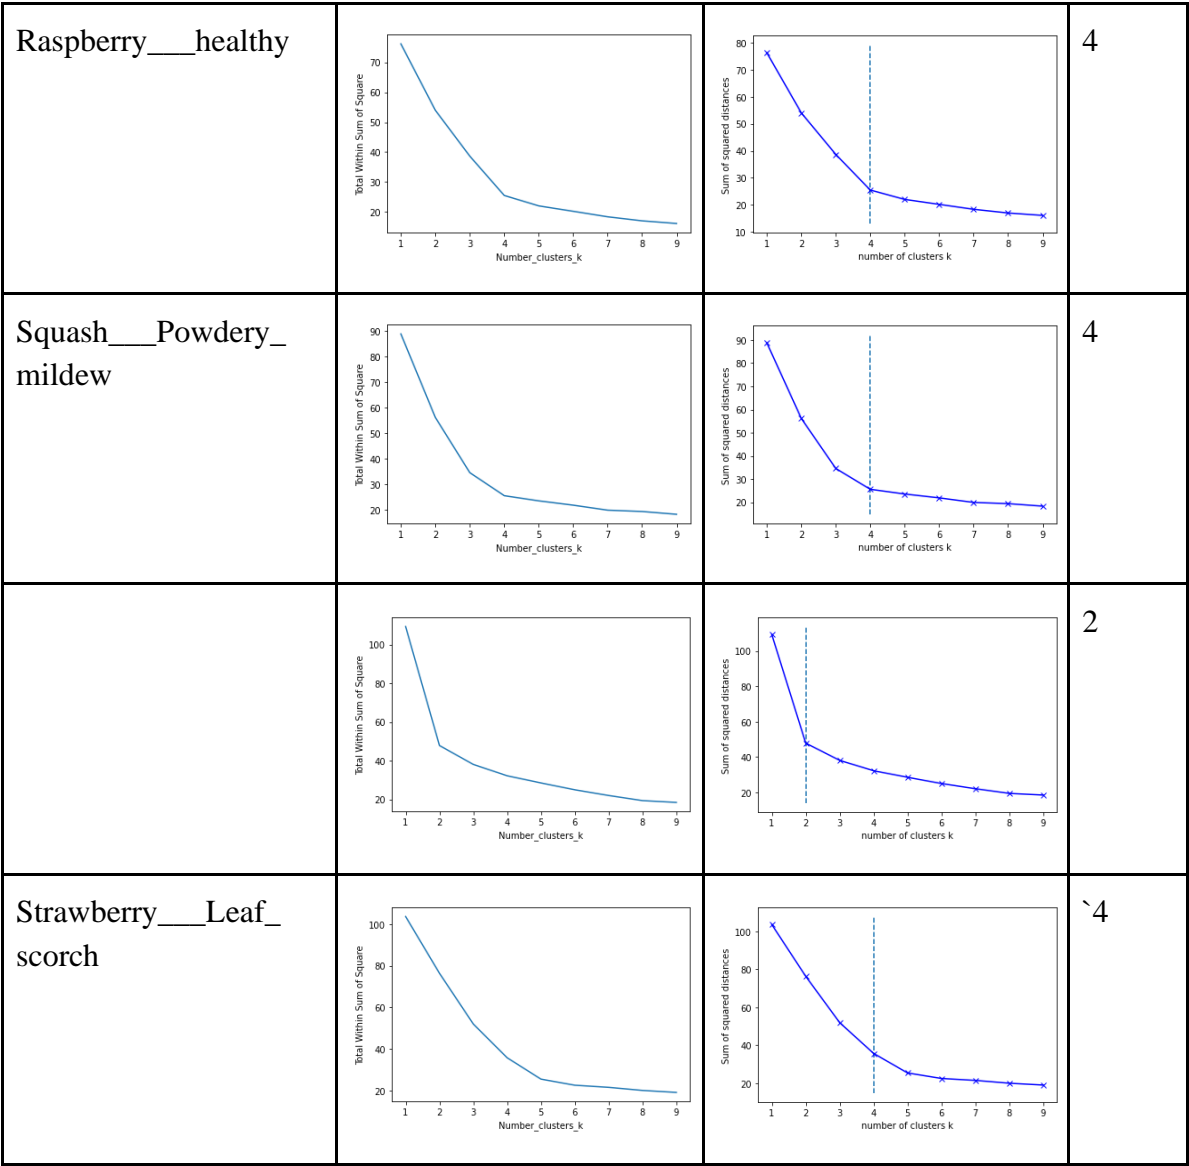 Raspberry___healthy
Total Within Sum of Square
70
60
50
40
30
20
1 2 3 4 5 6 7 8 9
Number_clusters_k
Sum of squared distances
80
70
60
50
40
30
20
10
1 2 3 4 5 6 7 8 9
number of clusters k
4
Squash___Powdery_
mildew
Total Within Sum of Square
90
80
70
60
50
40
30
20
1 2 3 4 5 6 7 8 9
Number_clusters_k
Sum of squared distances
90
80
70
60
50
40
30
20
1 2 3 4 5 6 7 8 9
number of clusters k
4
Total Within Sum of Square
100
80
60
40
20
1 2 3 4 5 6 7 8 9
Number_clusters_k
Sum of squared distances
100
80
60
40
20
1 2 3 4 5 6 7 8 9
number of clusters k
2
Strawberry___Leaf_
scorch
Total Within Sum of Square
100
80
60
40
20
1 2 3 4 5 6 7 8 9
Number_clusters_k
Sum of squared distances
100
80
60
40
20
1 2 3 4 5 6 7 8 9
number of clusters k
`4